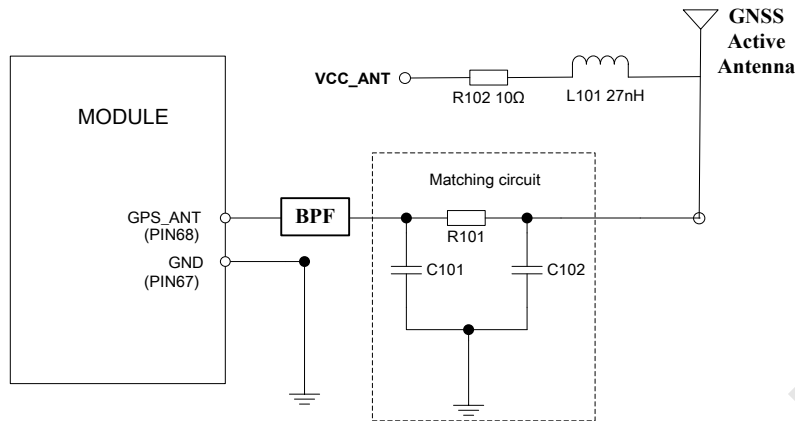 GNSS
Active
Antenna
VCC_ANT
R102 10Ω
L101 27nH
MODULE
Matching circuit
GPS_ANT
(PIN68)
BPF
R101
GND
(PIN67)
C101
C102